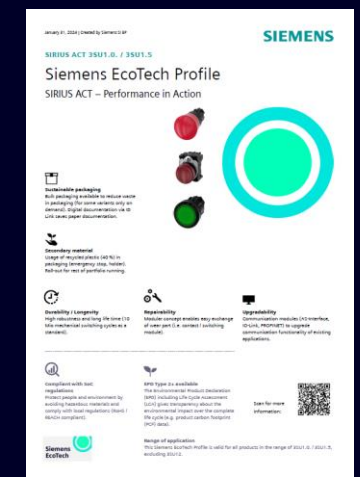 January 31, 2024 | Created by Siemens SI EP
SIEMENS
SIRIUS ACT 3SU1.0. / 3SU1.5
Siemens EcoTech Profile
SIRIUS ACT – Performance in Action
Sustainable packaging
Bulk packaging available to reduce waste
in packaging (for some variants only on
demand). Digital documentation via ID
Link saves paper documentation.
Secondary material
Usage of recycled plastic (40 %) in
packaging (emergency stop, holder).
Roll-out for rest of portfolio running.
Durability / Longevity
High robustness and long life time (10
Mio mechanical switching cycles as a
standard).
Repairability
Modular concept enables easy exchange
of wear part (i.e. contact / switching
module).
Upgradability
Communication modules (AS-Interface,
IO-Link, PROFINET) to upgrade
communication functionality of existing
applications.
Compliant with SoC
regulations
Protect people and environment by
avoiding hazardous materials and
comply with local regulations (RoHS /
REACH compliant).
EPD Type II+ available
The Environmental Product Declaration
(EPD) including Life Cycle Assessment
(LCA) gives transparency about the
environmental impact over the complete
life cycle (e.g. product carbon footprint
(PCF) data).
Scan for more
information:
Siemens
EcoTech
Range of application
This Siemens EcoTech Profile is valid for all products in the range of 3SU1.0. / 3SU1.5.
excluding 3SU12.